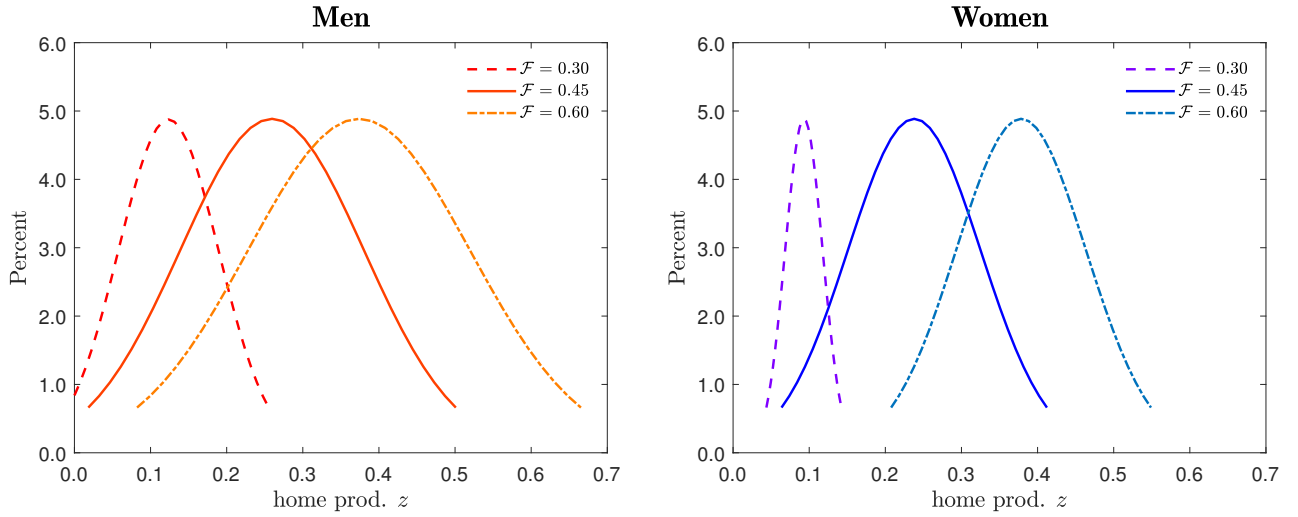 Men
6.0
5.0
4.0
3.0
2.0
1.0
0.0
Percent
0.0 0.1 0.2 0.3 0.4 0.5 0.6 0.7
home prod. z
ℱ = 0.30
ℱ = 0.45
ℱ = 0.60
Women
6.0
5.0
4.0
3.0
2.0
1.0
0.0
Percent
0.0 0.1 0.2 0.3 0.4 0.5 0.6 0.7
home prod. z
ℱ = 0.30
ℱ = 0.45
ℱ = 0.60